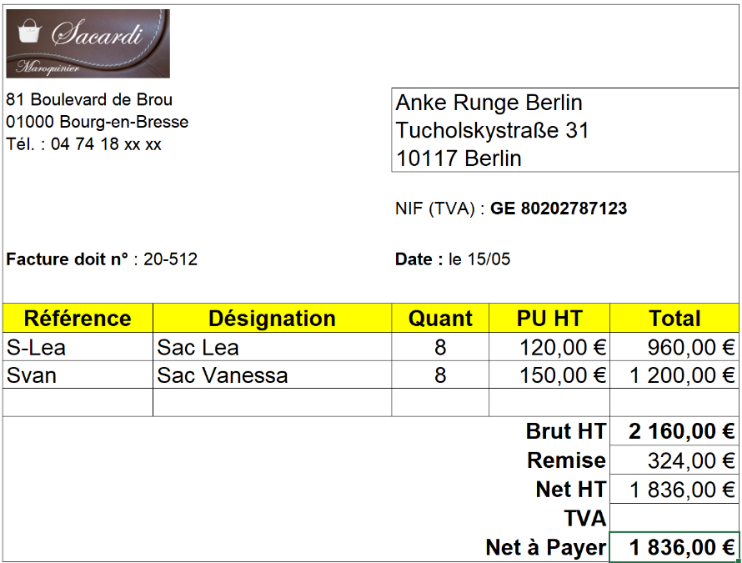 Sacardi
Maroquinier
81 Boulevard de Brou
01000 Bourg-en-Bresse
Tél. : 04 74 18 xx xx
Anke Runge Berlin
Tucholskystraße 31
10117 Berlin
NIF (TVA) : GE 80202787123
Facture doit n° : 20-512
Date : le 15/05
Référence Désignation Quant PU HT Total
S-Lea Sac Lea 8 120,00 € 960,00 €
Svan Sac Vanessa 8 150,00 € 1 200,00 €
Brut HT 2 160,00 €
Remise 324,00 €
Net HT 1 836,00 €
TVA
Net à Payer 1 836,00 €